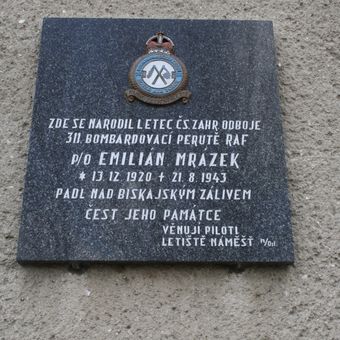 ZDE SE NARODIL LETEC ČS. ZAHR. ODBOJE
311. BOMBARDOVACÍ PERUTĚ RAF
P/O EMILIÁN MRÁZEK
* 13. 12. 1920 + 21. 8. 1943
PADL NAD BISKAJSKÝM ZÁLIVEM
ČEST JEHO PAMÁTCE
VĚNUJÍ PILOTI
LETIŠTĚ NÁMĚŠŤ n/Osl.